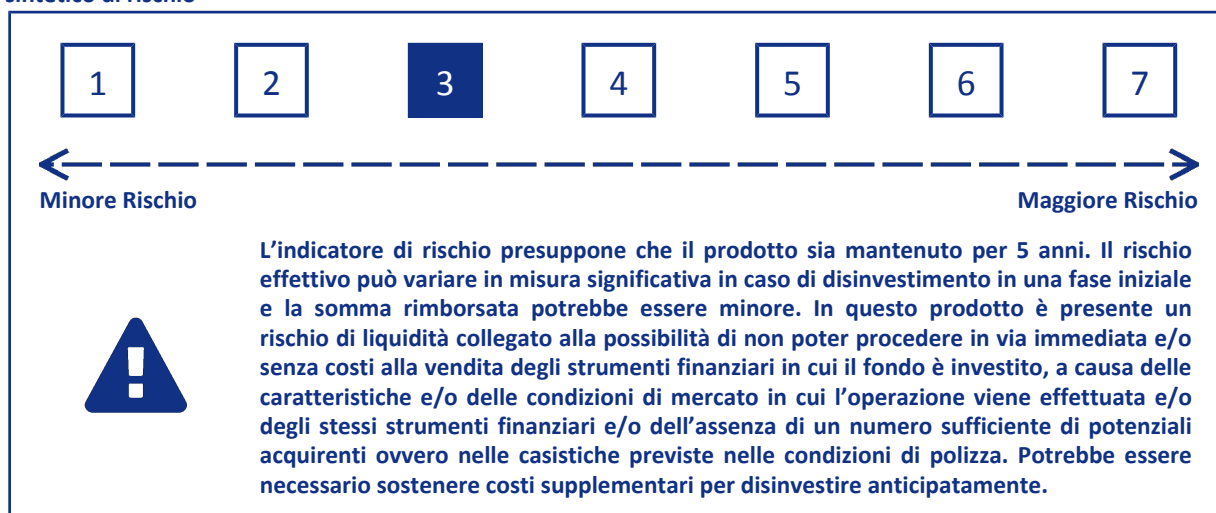 sintetico di rischio
1 2 3 4 5 6 7
Minore Rischio Maggiore Rischio
L’indicatore di rischio presuppone che il prodotto sia mantenuto per 5 anni. Il rischio
effettivo può variare in misura significativa in caso di disinvestimento in una fase iniziale
e la somma rimborsata potrebbe essere minore. In questo prodotto è presente un
rischio di liquidità collegato alla possibilità di non poter procedere in via immediata e/o
senza costi alla vendita degli strumenti finanziari in cui il fondo è investito, a causa delle
caratteristiche e/o delle condizioni di mercato in cui l’operazione viene effettuata e/o
degli stessi strumenti finanziari e/o dell’assenza di un numero sufficiente di potenziali
acquirenti ovvero nelle casistiche previste nelle condizioni di polizza. Potrebbe essere
necessario sostenere costi supplementari per disinvestire anticipatamente.